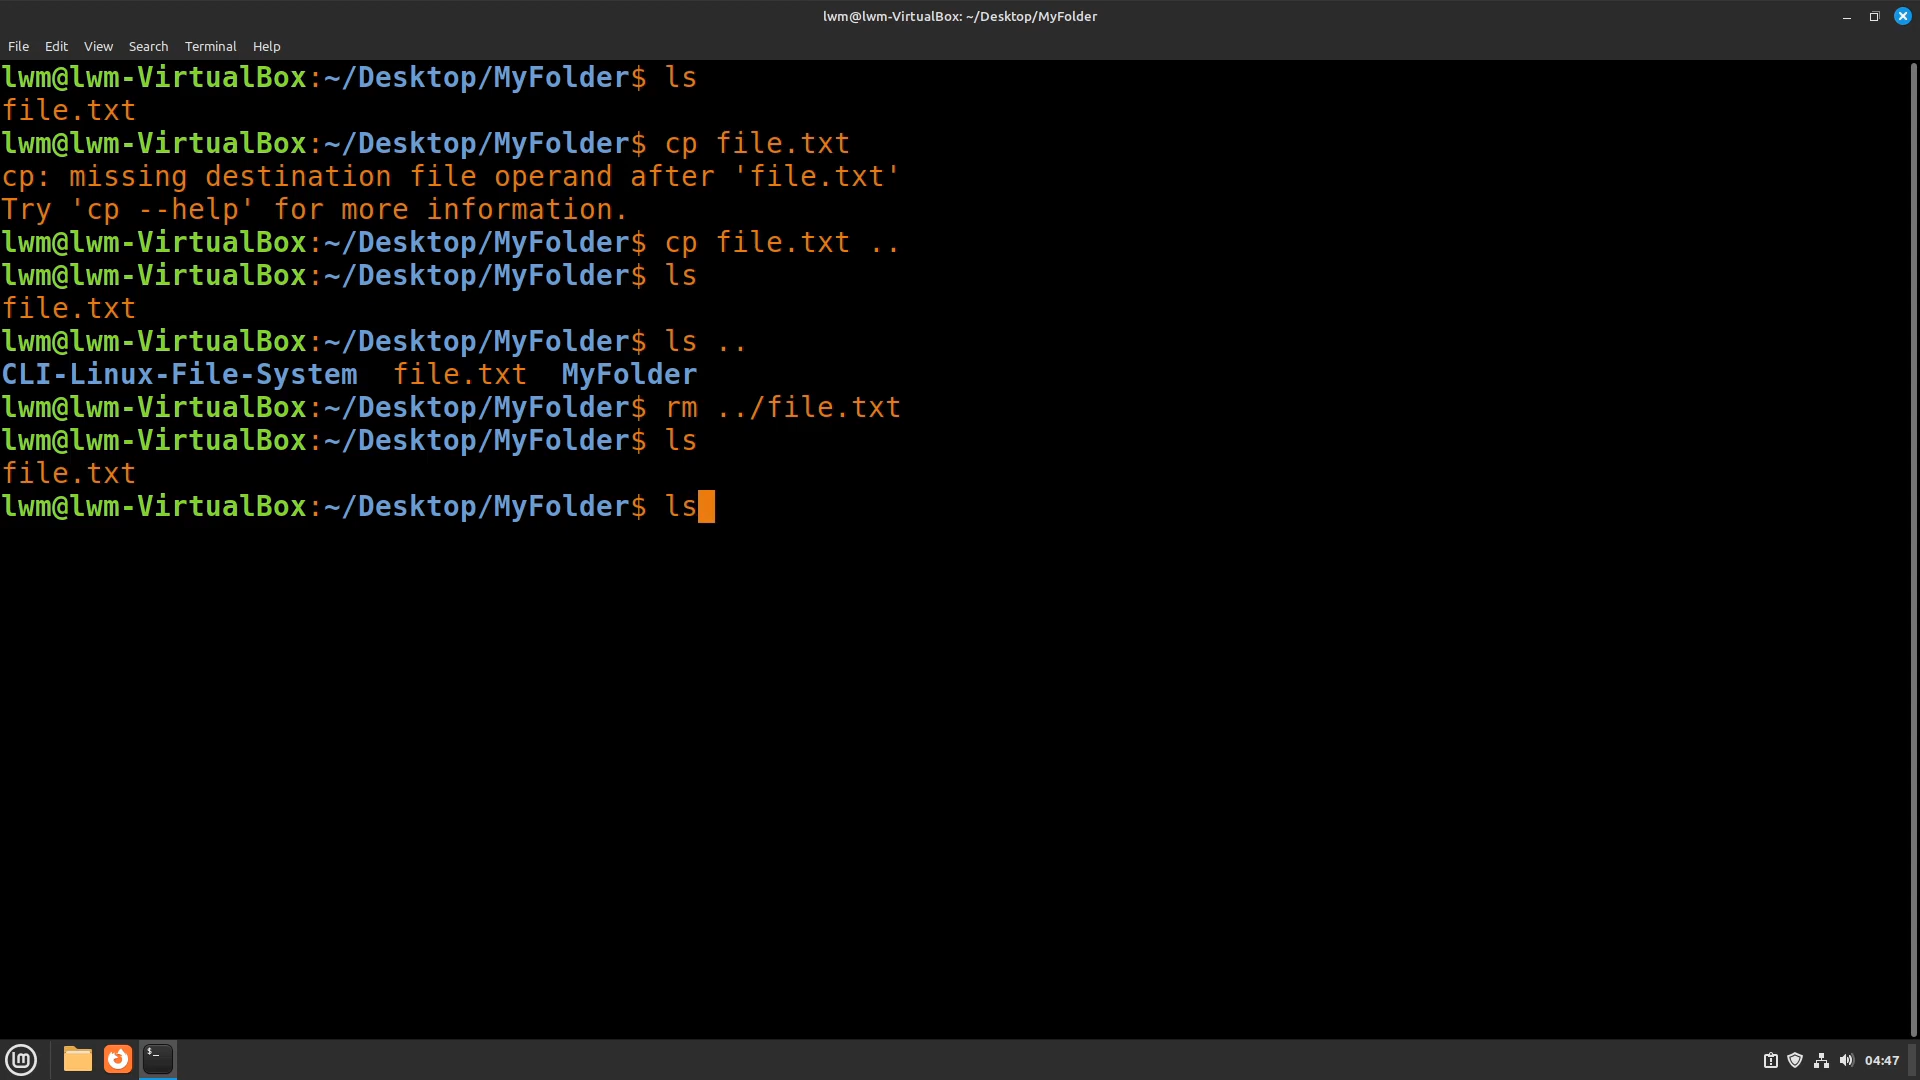 lwm@lwm-VirtualBox: ~/Desktop/MyFolder
File Edit View Search Terminal Help
lwm@lwm-VirtualBox:~/Desktop/MyFolder$ ls
file.txt
lwm@lwm-VirtualBox:~/Desktop/MyFolder$ cp file.txt
cp: missing destination file operand after 'file.txt'
Try 'cp --help' for more information.
lwm@lwm-VirtualBox:~/Desktop/MyFolder$ cp file.txt ..
lwm@lwm-VirtualBox:~/Desktop/MyFolder$ ls
file.txt
lwm@lwm-VirtualBox:~/Desktop/MyFolder$ ls ..
CLI-Linux-File-System  file.txt  MyFolder
lwm@lwm-VirtualBox:~/Desktop/MyFolder$ rm ../file.txt
lwm@lwm-VirtualBox:~/Desktop/MyFolder$ ls
file.txt
lwm@lwm-VirtualBox:~/Desktop/MyFolder$ ls
04:47